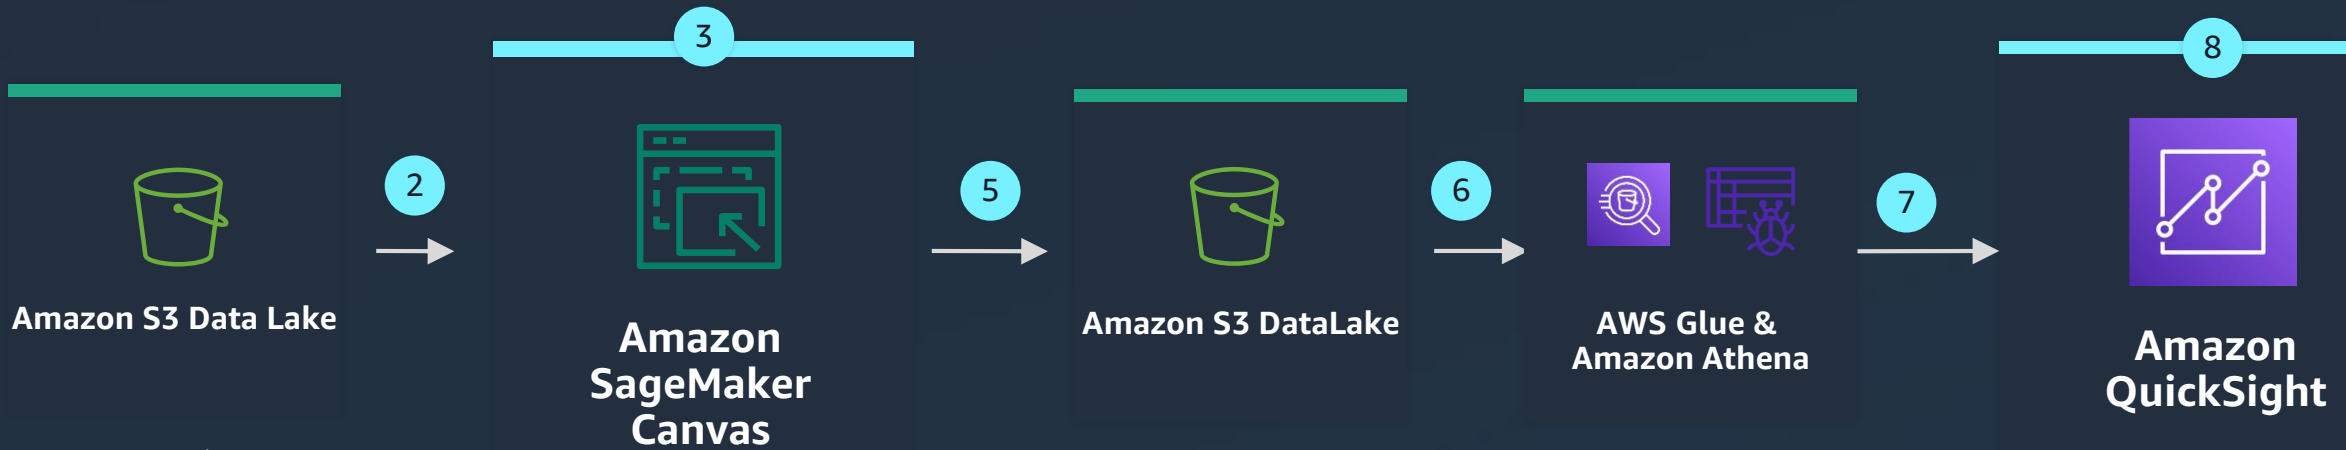 3
8
2
5
6
7
Amazon S3 Data Lake
Amazon
SageMaker
Canvas
Amazon S3 DataLake
AWS Glue &
Amazon Athena
Amazon
QuickSight